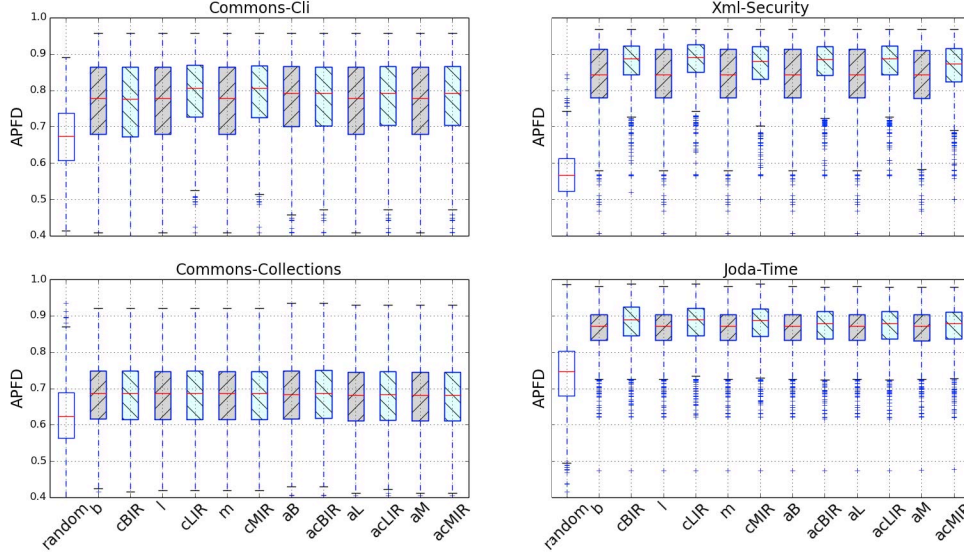 Commons-Cli
1.0
0.9
0.8
0.7
0.6
0.5
0.4
APFD
Xml-Security
APFD
Commons-Collections
1.0
0.9
0.8
0.7
0.6
0.5
0.4
APFD
random b cBIR l cLIR m cMIR aB acBIR aL acLIR aM acMIR
Joda-Time
APFD
random b cBIR l cLIR m cMIR aB acBIR aL acLIR aM acMIR